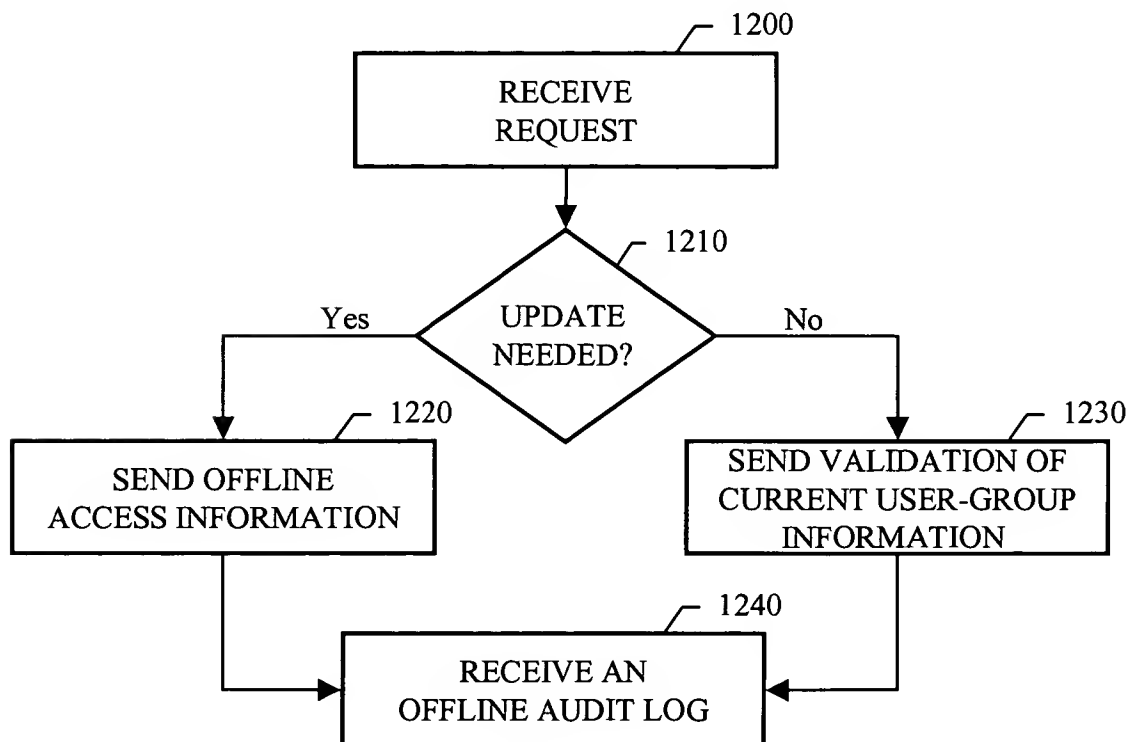 1200
RECEIVE
REQUEST
1210
UPDATE
NEEDED?
Yes
No
1220
SEND OFFLINE
ACCESS INFORMATION
1230
SEND VALIDATION OF
CURRENT USER-GROUP
INFORMATION
1240
RECEIVE AN
OFFLINE AUDIT LOG